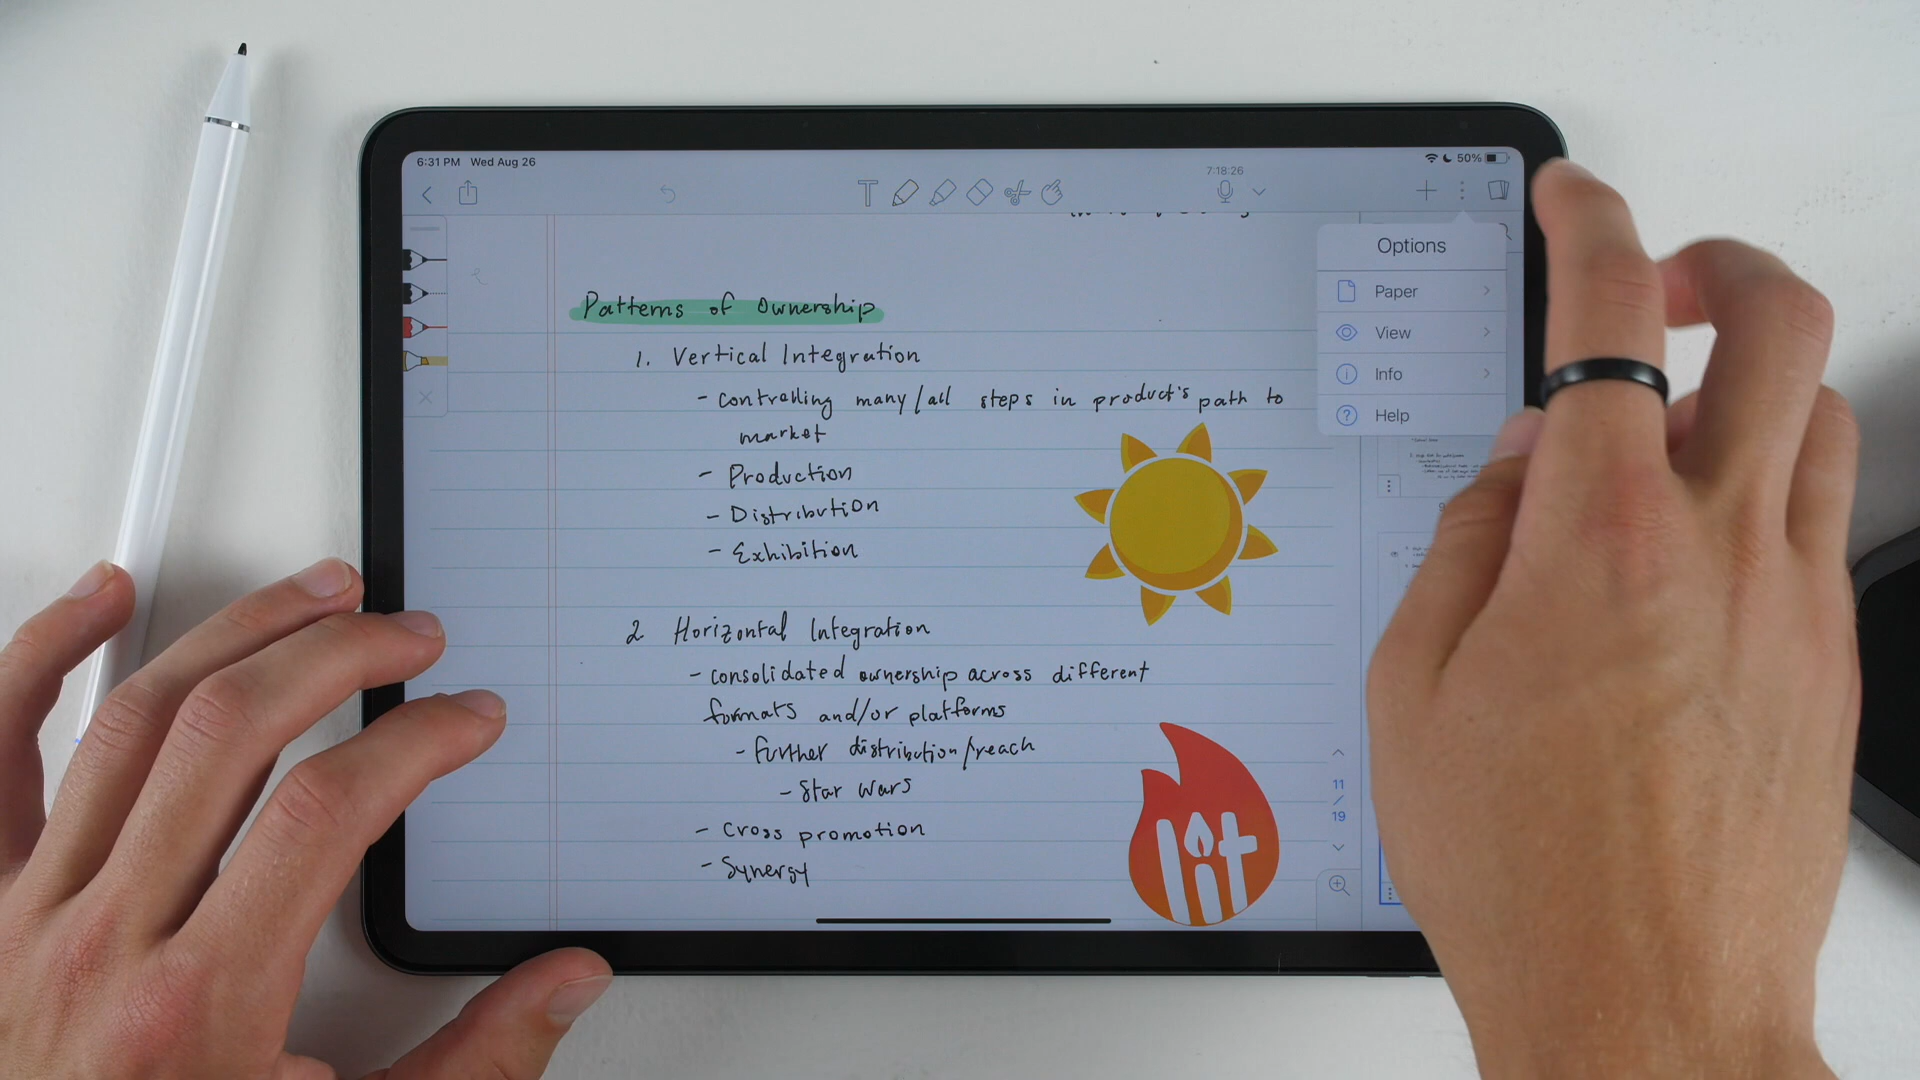 6:31 PM Wed Aug 26
50%
7:18:26
T
Options
Paper
View
Info
Help
Patterns of Ownership
1. Vertical Integration
- Controlling many/all steps in product's path to
market
- Production
- Distribution
- Exhibition
2 Horizontal Integration
- consolidated ownership across different
formats and/or platforms
- further distribution/reach
- Star Wars
- Cross promotion
- Synergy
lit
11
/
19
9